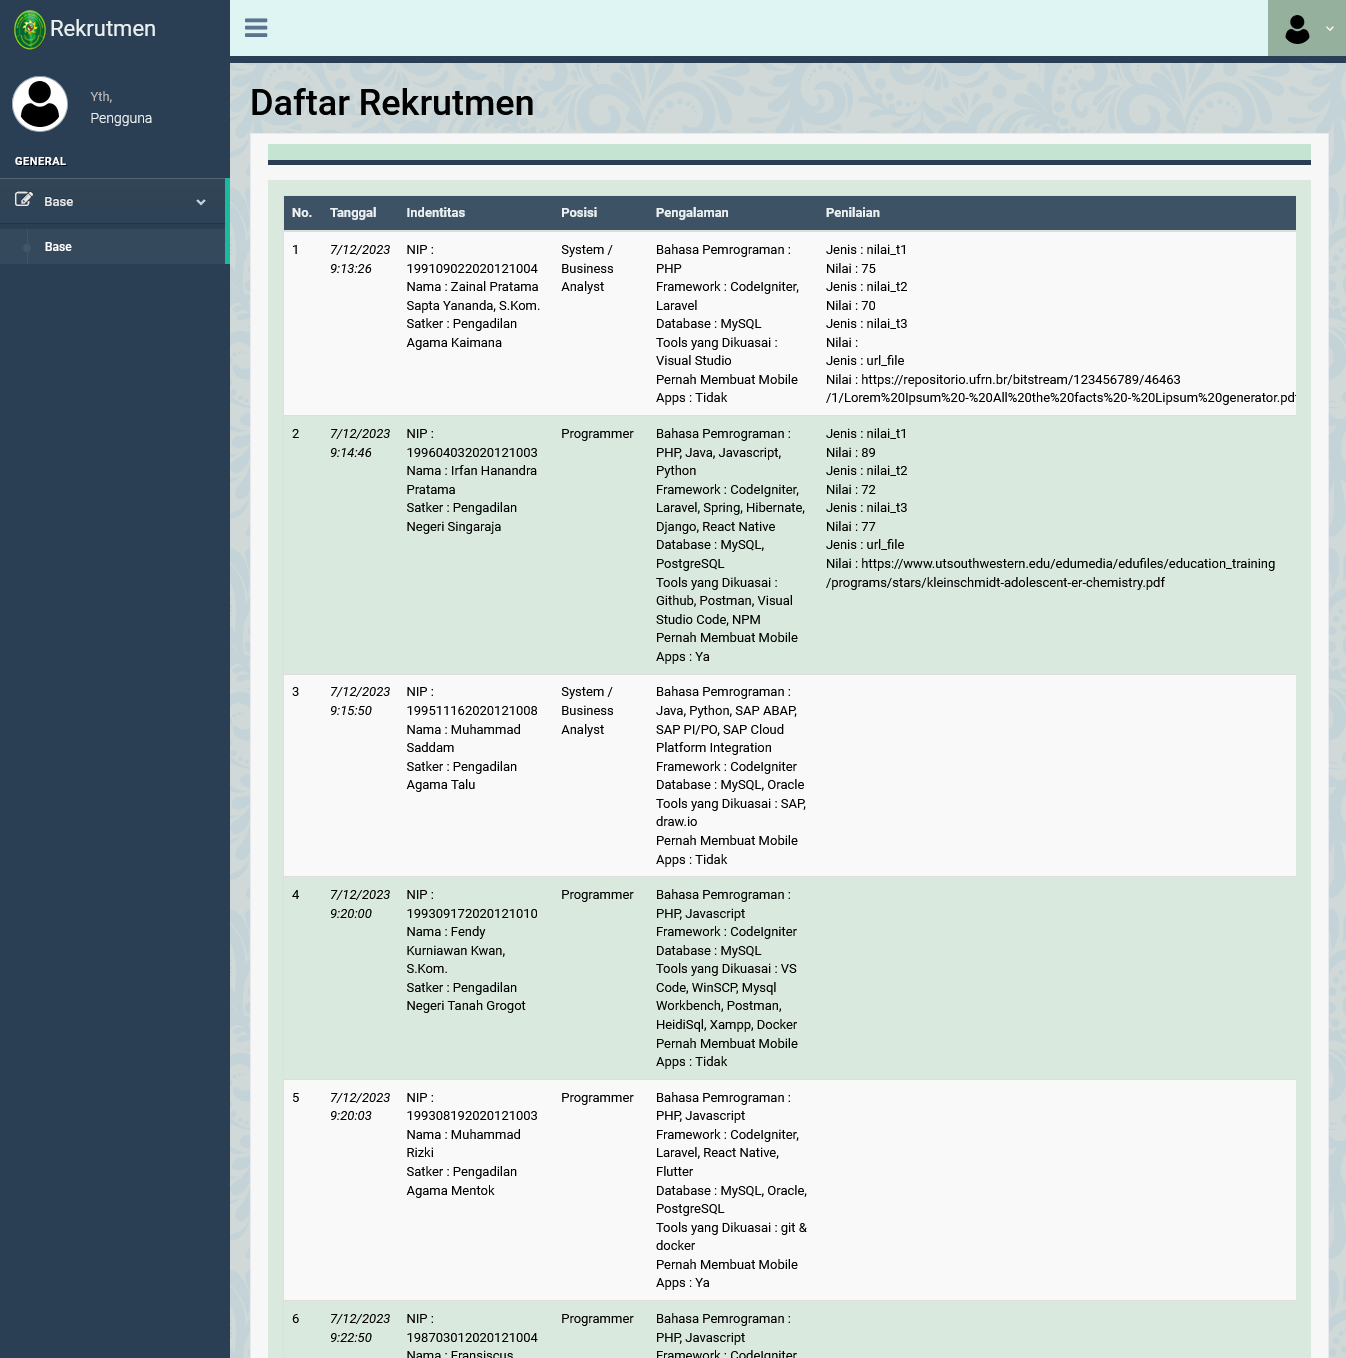 Rekrutmen
Yth,
Pengguna
GENERAL
Base
Base
Daftar Rekrutmen
No. Tanggal Indentitas Posisi Pengalaman Penilaian
1
7/12/2023
9:13:26
NIP :
199109022020121004
Nama : Zainal Pratama
Sapta Yananda, S.Kom.
Satker : Pengadilan
Agama Kaimana
System /
Business
Analyst
Bahasa Pemrograman :
PHP
Framework : CodeIgniter,
Laravel
Database : MySQL
Tools yang Dikuasai :
Visual Studio
Pernah Membuat Mobile
Apps : Tidak
Jenis : nilai_t1
Nilai : 75
Jenis : nilai_t2
Nilai : 70
Jenis : nilai_t3
Nilai :
Jenis : url_file
Nilai : https://repositorio.ufrn.br/bitstream/123456789/46463
/1/Lorem%20Ipsum%20-%20All%20the%20facts%20-%20Lipsum%20generator.pdf
2
7/12/2023
9:14:46
NIP :
199604032020121003
Nama : Irfan Hanandra
Pratama
Satker : Pengadilan
Negeri Singaraja
Programmer
Bahasa Pemrograman :
PHP, Java, Javascript,
Python
Framework : CodeIgniter,
Laravel, Spring, Hibernate,
Django, React Native
Database : MySQL,
PostgreSQL
Tools yang Dikuasai :
Github, Postman, Visual
Studio Code, NPM
Pernah Membuat Mobile
Apps : Ya
Jenis : nilai_t1
Nilai : 89
Jenis : nilai_t2
Nilai : 72
Jenis : nilai_t3
Nilai : 77
Jenis : url_file
Nilai : https://www.utsouthwestern.edu/edumedia/edufiles/education_training
/programs/stars/kleinschmidt-adolescent-er-chemistry.pdf
3
7/12/2023
9:15:50
NIP :
199511162020121008
Nama : Muhammad
Saddam
Satker : Pengadilan
Agama Talu
System /
Business
Analyst
Bahasa Pemrograman :
Java, Python, SAP ABAP,
SAP PI/PO, SAP Cloud
Platform Integration
Framework : CodeIgniter
Database : MySQL, Oracle
Tools yang Dikuasai : SAP,
draw.io
Pernah Membuat Mobile
Apps : Tidak
4
7/12/2023
9:20:00
NIP :
199309172020121010
Nama : Fendy
Kurniawan Kwan,
S.Kom.
Satker : Pengadilan
Negeri Tanah Grogot
Programmer
Bahasa Pemrograman :
PHP, Javascript
Framework : CodeIgniter
Database : MySQL
Tools yang Dikuasai : VS
Code, WinSCP, Mysql
Workbench, Postman,
HeidiSql, Xampp, Docker
Pernah Membuat Mobile
Apps : Tidak
5
7/12/2023
9:20:03
NIP :
199308192020121003
Nama : Muhammad
Rizki
Satker : Pengadilan
Agama Mentok
Programmer
Bahasa Pemrograman :
PHP, Javascript
Framework : CodeIgniter,
Laravel, React Native,
Flutter
Database : MySQL, Oracle,
PostgreSQL
Tools yang Dikuasai : git &
docker
Pernah Membuat Mobile
Apps : Ya
6
7/12/2023
9:22:50
NIP :
198703012020121004
Nama : Fransiscus
Programmer
Bahasa Pemrograman :
PHP, Javascript
Framework : CodeIgniter